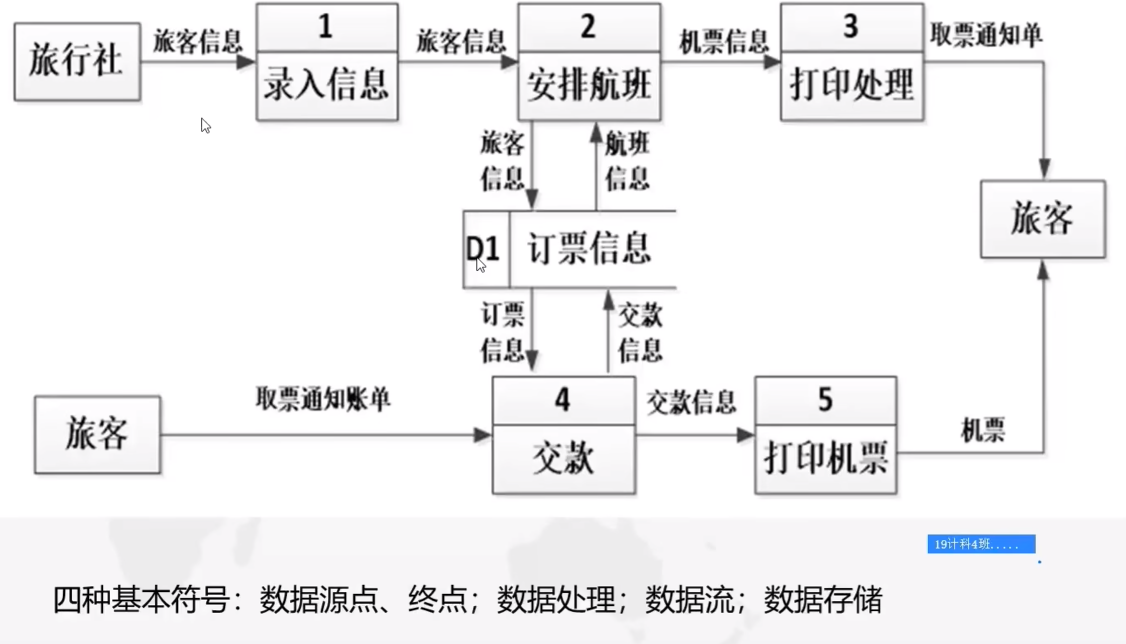 1
2
3
旅行社
旅客信息
录入信息
旅客信息
安排航班
机票信息
打印处理
取票通知单
旅客
信息
航班
信息
旅客
D1
订票信息
订票
信息
交款
信息
旅客
取票通知账单
4
交款
交款信息
5
打印机票
机票
19计科4班.....
四种基本符号：数据源点、终点；数据处理；数据流；数据存储